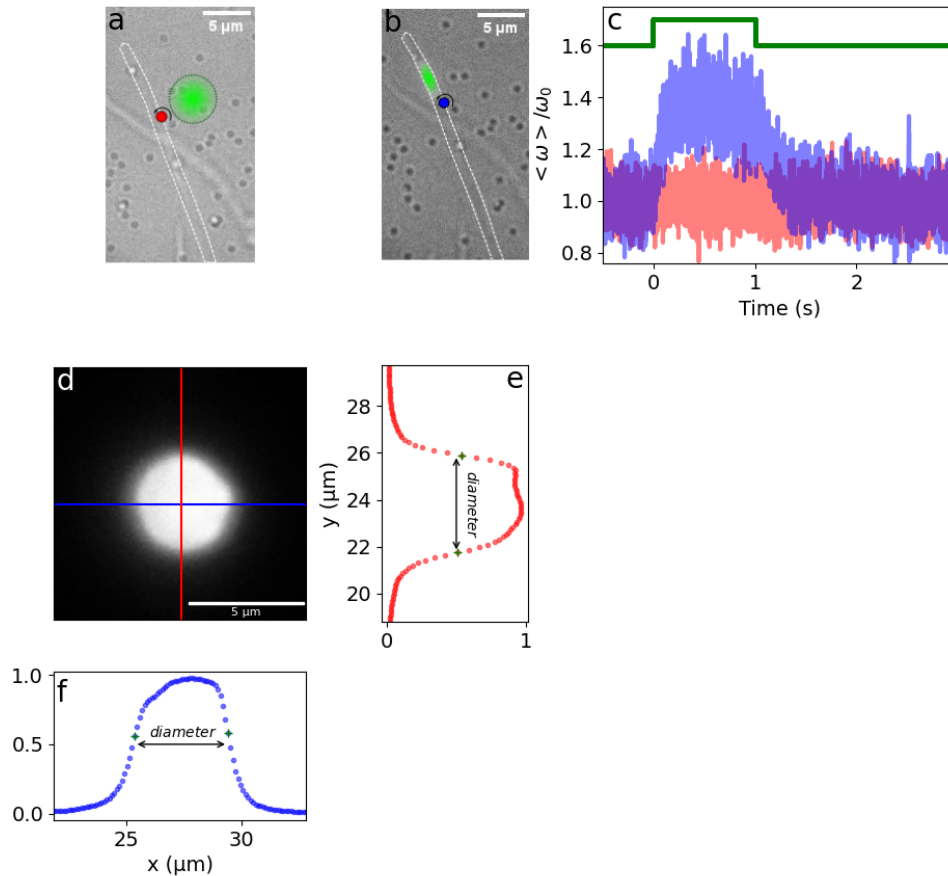 a
5 μm
b
5 μm
c
1.6
1.4
1.2
1.0
0.8
< ω > /ω₀
0
1
2
Time (s)
d
5 μm
e
28
26
24
22
20
y (μm)
diameter
0
1
f
1.0
0.5
0.0
diameter
25
30
x (μm)